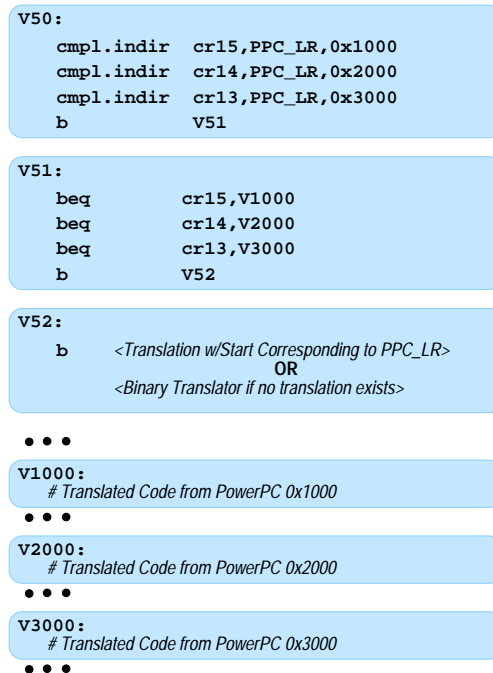 V50:
cmpl.indir cr15,PPC_LR,0x1000
cmpl.indir cr14,PPC_LR,0x2000
cmpl.indir cr13,PPC_LR,0x3000
b V51
V51:
beq cr15,V1000
beq cr14,V2000
beq cr13,V3000
b V52
V52:
b <Translation w/Start Corresponding to PPC_LR>
OR
<Binary Translator if no translation exists>
• • •
V1000:
# Translated Code from PowerPC 0x1000
• • •
V2000:
# Translated Code from PowerPC 0x2000
• • •
V3000:
# Translated Code from PowerPC 0x3000
• • •